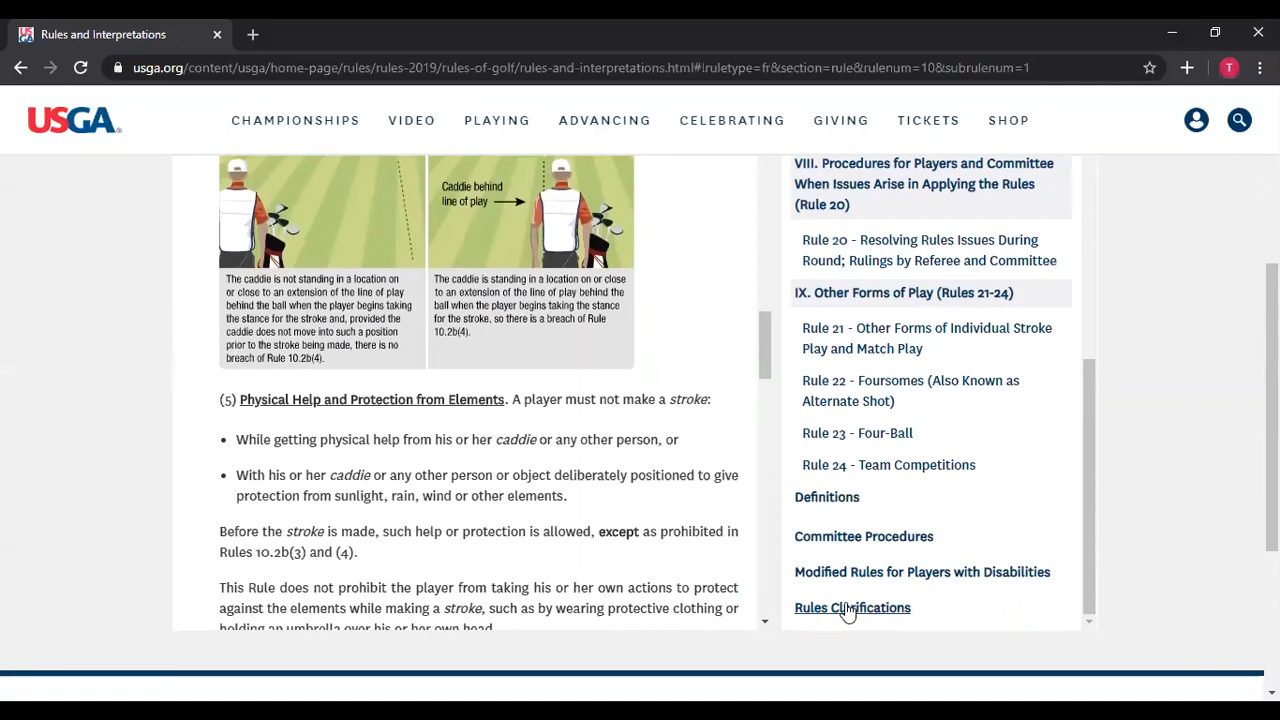 Rules and Interpretations
usga.org/content/usga/home-page/rules/rules-2019/rules-of-golf/rules-and-interpretations.html#!ruletype=fr&section=rule&rulenum=10&subrulenum=1
T
USGA
CHAMPIONSHIPS VIDEO PLAYING ADVANCING CELEBRATING GIVING TICKETS SHOP
Caddie behind
line of play
The caddie is not standing in a location on
or close to an extension of the line of play
behind the ball when the player begins taking
the stance for the stroke and, provided the
caddie does not move into such a position
prior to the stroke being made, there is no
breach of Rule 10.2b(4).
The caddie is standing in a location on or close
to an extension of the line of play behind the
ball when the player begins taking the stance
for the stroke, so there is a breach of Rule
10.2b(4).
(5) Physical Help and Protection from Elements. A player must not make a stroke:
• While getting physical help from his or her caddie or any other person, or
• With his or her caddie or any other person or object deliberately positioned to give
protection from sunlight, rain, wind or other elements.
Before the stroke is made, such help or protection is allowed, except as prohibited in
Rules 10.2b(3) and (4).
This Rule does not prohibit the player from taking his or her own actions to protect
against the elements while making a stroke, such as by wearing protective clothing or
holding an umbrella over his or her own head.
VIII. Procedures for Players and Committee
When Issues Arise in Applying the Rules
(Rule 20)
Rule 20 - Resolving Rules Issues During
Round; Rulings by Referee and Committee
IX. Other Forms of Play (Rules 21-24)
Rule 21 - Other Forms of Individual Stroke
Play and Match Play
Rule 22 - Foursomes (Also Known as
Alternate Shot)
Rule 23 - Four-Ball
Rule 24 - Team Competitions
Definitions
Committee Procedures
Modified Rules for Players with Disabilities
Rules Clarifications